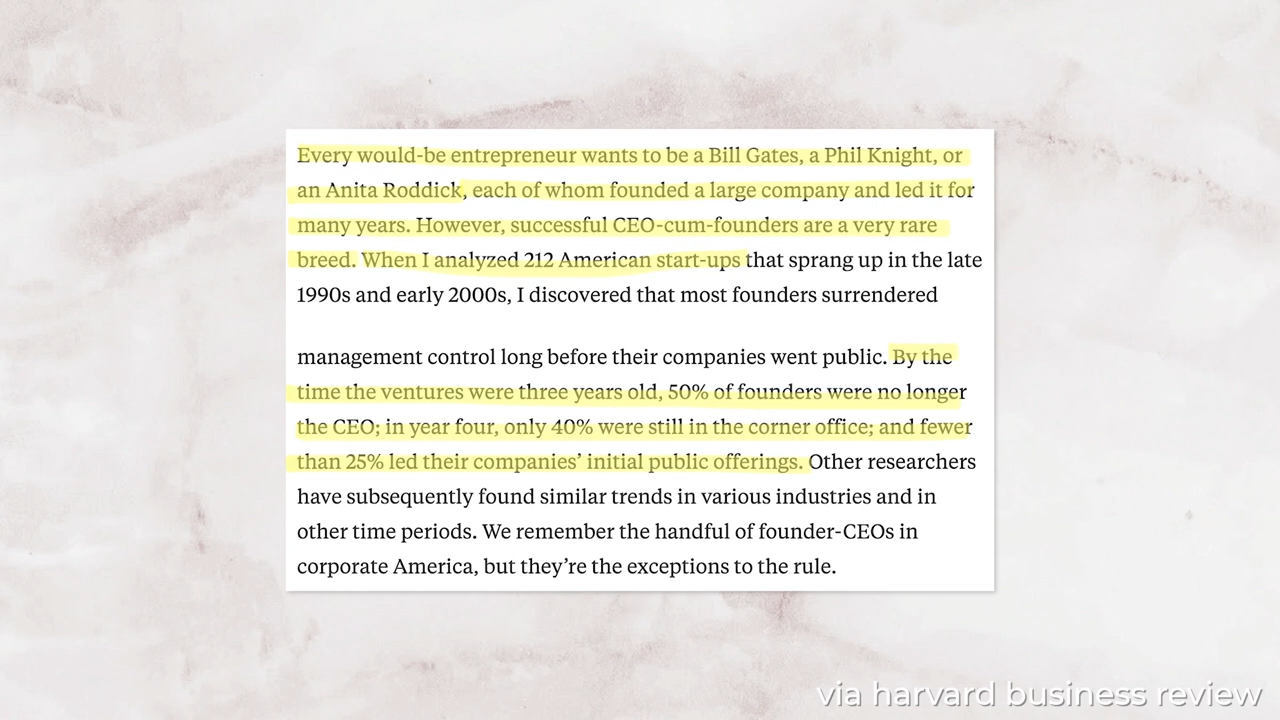 Every would-be entrepreneur wants to be a Bill Gates, a Phil Knight, or
an Anita Roddick, each of whom founded a large company and led it for
many years. However, successful CEO-cum-founders are a very rare
breed. When I analyzed 212 American start-ups that sprang up in the late
1990s and early 2000s, I discovered that most founders surrendered
management control long before their companies went public. By the
time the ventures were three years old, 50% of founders were no longer
the CEO; in year four, only 40% were still in the corner office; and fewer
than 25% led their companies’ initial public offerings. Other researchers
have subsequently found similar trends in various industries and in
other time periods. We remember the handful of founder-CEOs in
corporate America, but they’re the exceptions to the rule.
via harvard business review